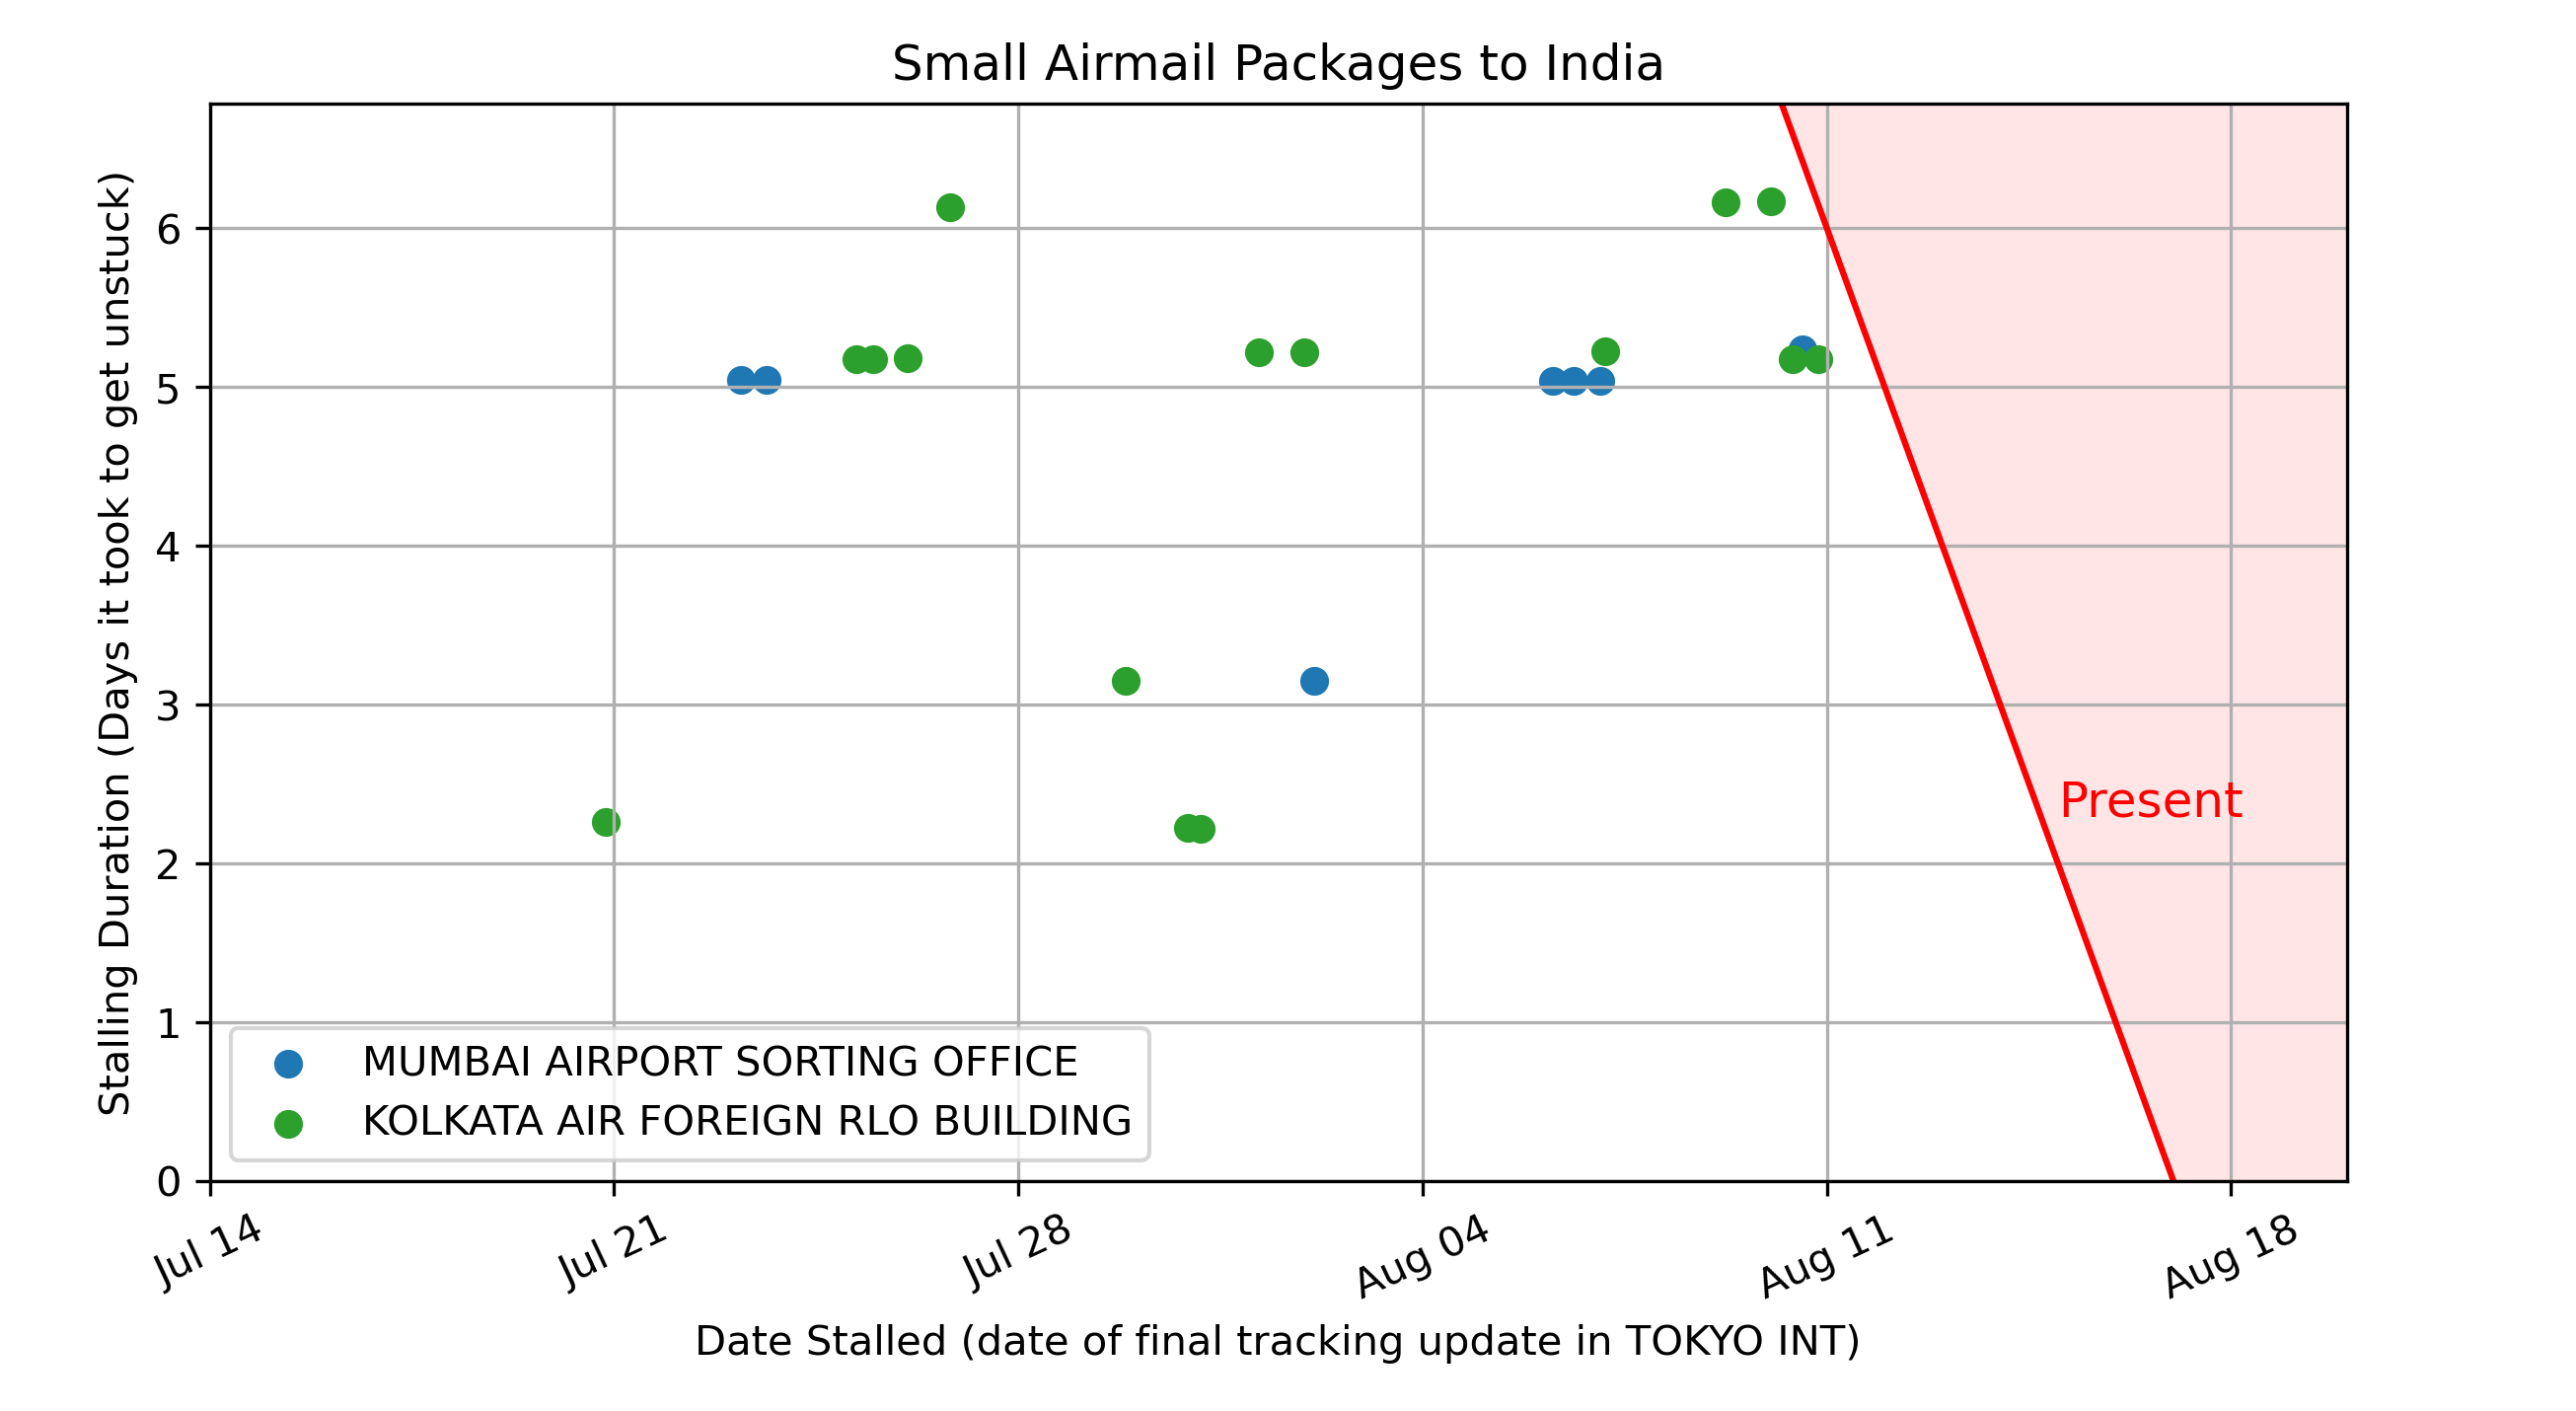 Small Airmail Packages to India
Stalling Duration (Days it took to get unstuck)
6
5
4
3
2
1
0
Present
MUMBAI AIRPORT SORTING OFFICE
KOLKATA AIR FOREIGN RLO BUILDING
Jul 14
Jul 21
Jul 28
Aug 04
Aug 11
Aug 18
Date Stalled (date of final tracking update in TOKYO INT)